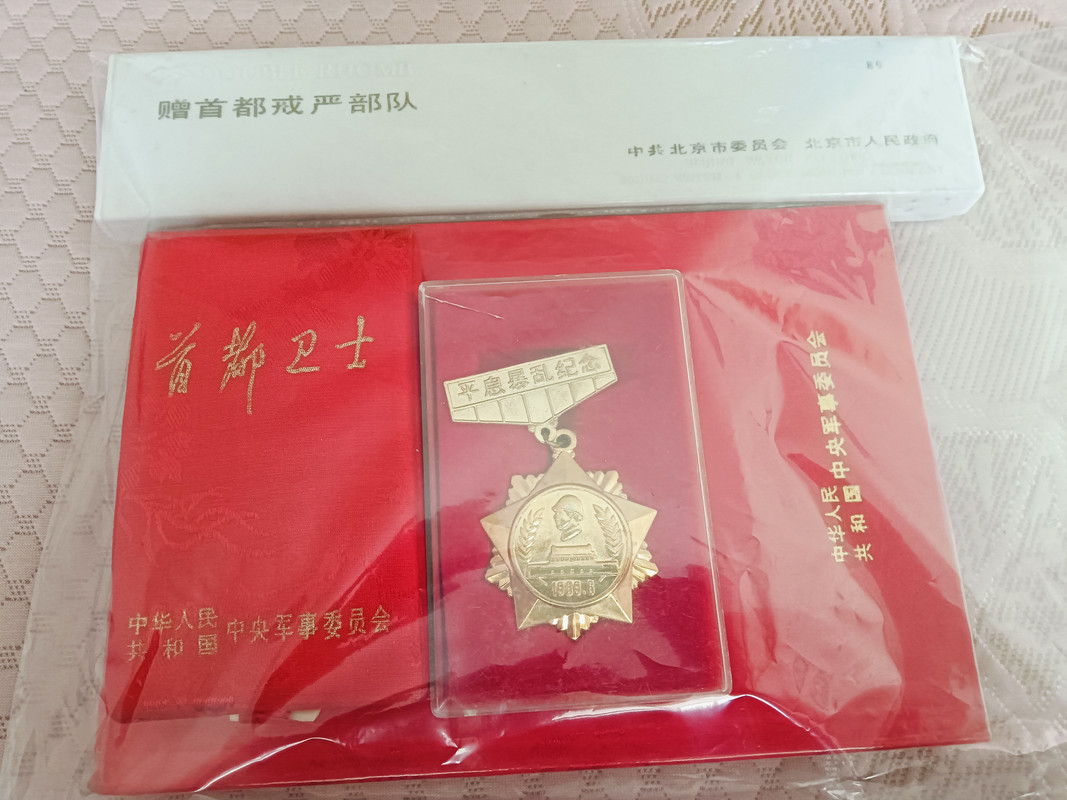 赠首都戒严部队
中共北京市委员会 北京市人民政府
首都卫士
中华人民共和国中央军事委员会
平息暴乱纪念
1989.6
中华人民共和国中央军事委员会